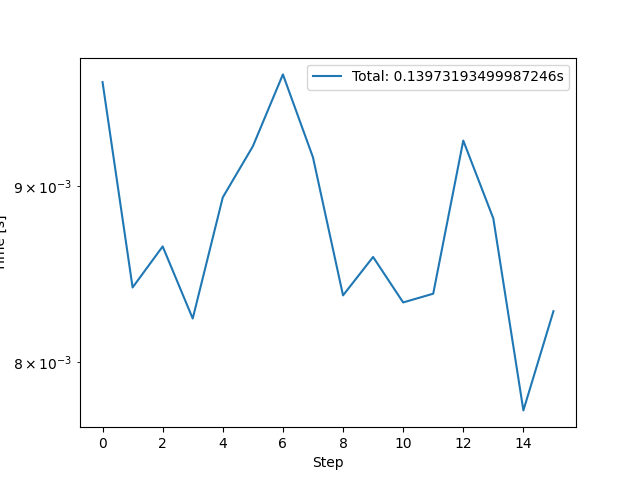 Total: 0.13973193499987246s
9 × 10⁻³
8 × 10⁻³
Time [s]
0 2 4 6 8 10 12 14
Step